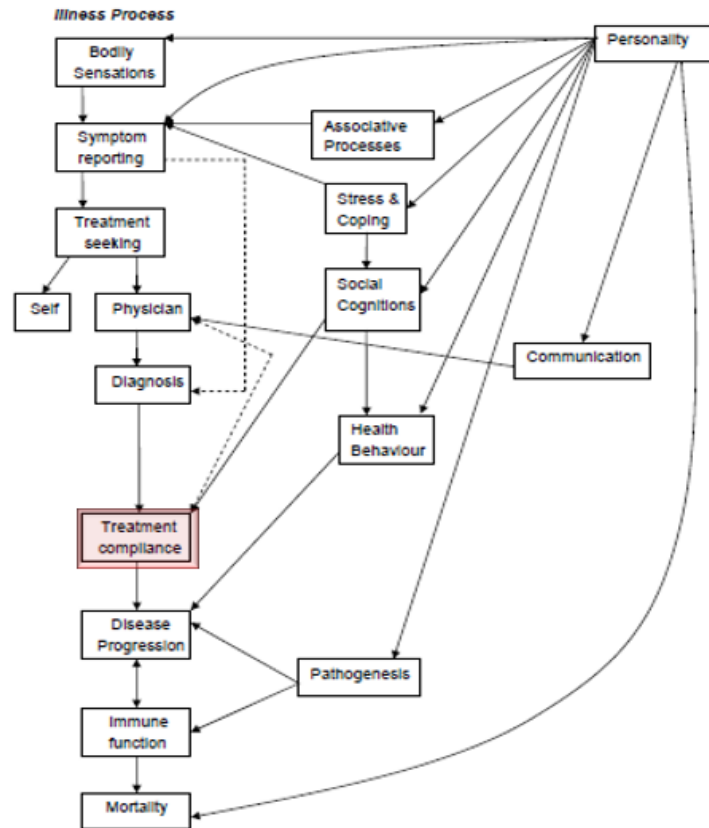 Illness Process
Personality
Bodily
Sensations
Associative
Processes
Symptom
reporting
Stress &
Coping
Treatment
seeking
Social
Cognitions
Self
Physician
Communication
Diagnosis
Health
Behaviour
Treatment
compliance
Disease
Progression
Pathogenesis
Immune
function
Mortality